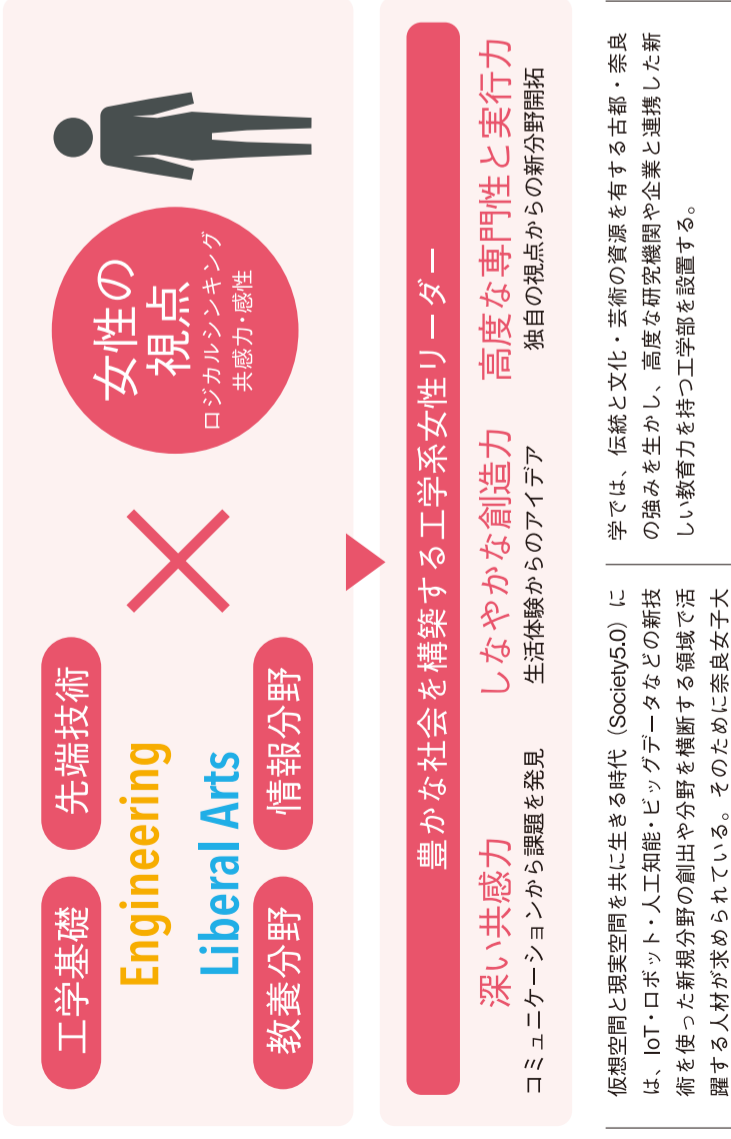 工学基礎
先端技術
Engineering
Liberal Arts
教養分野
情報分野
女性の
視点
ロジカルシンキング
共感力・感性
豊かな社会を構築する工学系女性リーダー
深い共感力
コミュニケーションから課題を発見
しなやかな創造力
生活体験からのアイデア
高度な専門性と実行力
独自の視点からの新分野開拓
仮想空間と現実空間を共に生きる時代（Society5.0）に
は、IoT・ロボット・人工知能・ビッグデータなどの新技
術を使った新規分野の創出や分野を横断する領域で活
躍する人材が求められている。そのために奈良女子大
学では、伝統と文化・芸術の資源を有する古都・奈良
の強みを生かし、高度な研究機関や企業と連携した新
しい教育力を持つ工学部を設置する。